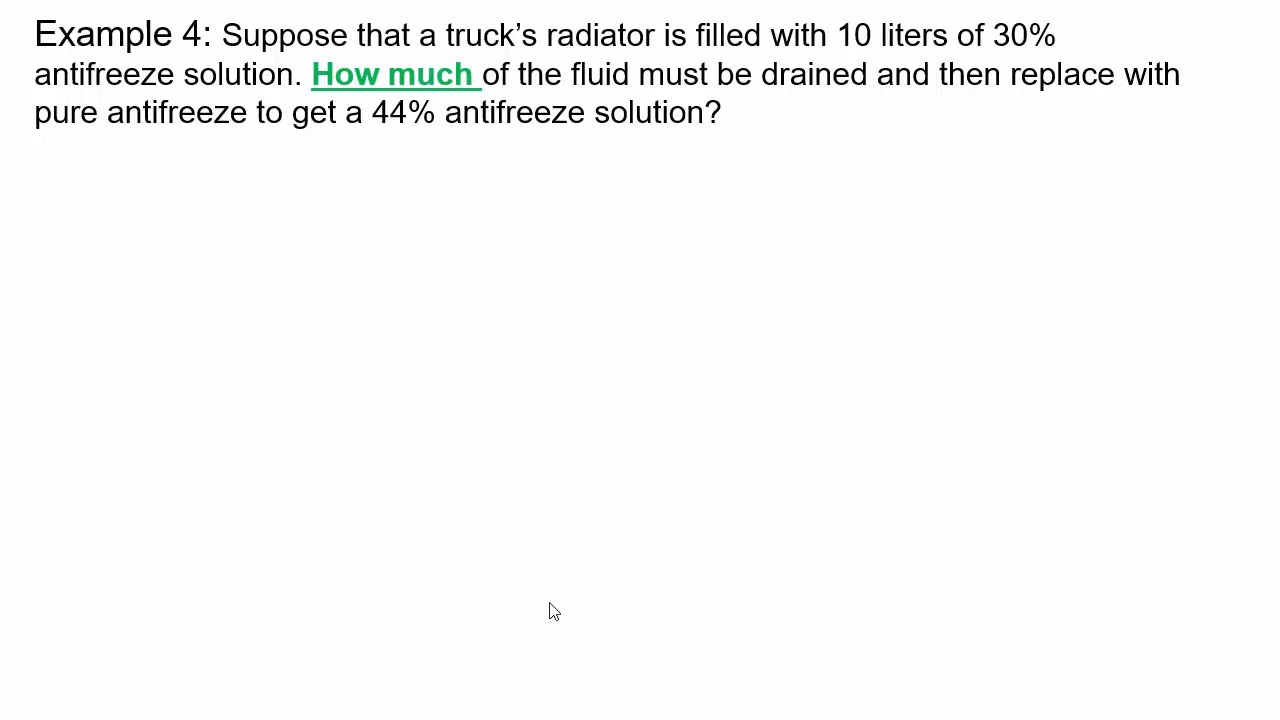 Example 4: Suppose that a truck’s radiator is filled with 10 liters of 30%
antifreeze solution. How much of the fluid must be drained and then replace with
pure antifreeze to get a 44% antifreeze solution?